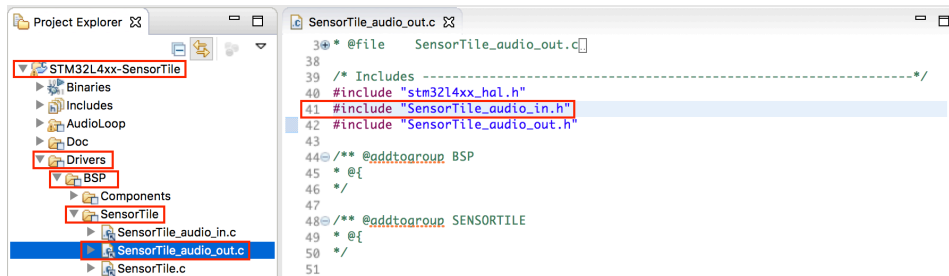 Project Explorer
STM32L4xx-SensorTile
Binaries
Includes
AudioLoop
Doc
Drivers
BSP
Components
SensorTile
SensorTile_audio_in.c
SensorTile_audio_out.c
SensorTile.c
SensorTile_audio_out.c
3 * @file    SensorTile_audio_out.c
38
39 /* Includes ------------------------------------------------------------------*/
40 #include "stm32l4xx_hal.h"
41 #include "SensorTile_audio_in.h"
42 #include "SensorTile_audio_out.h"
43
44 /** @addtogroup BSP
45 * @{
46 */
47
48 /** @addtogroup SENSORTILE
49 * @{
50 */
51